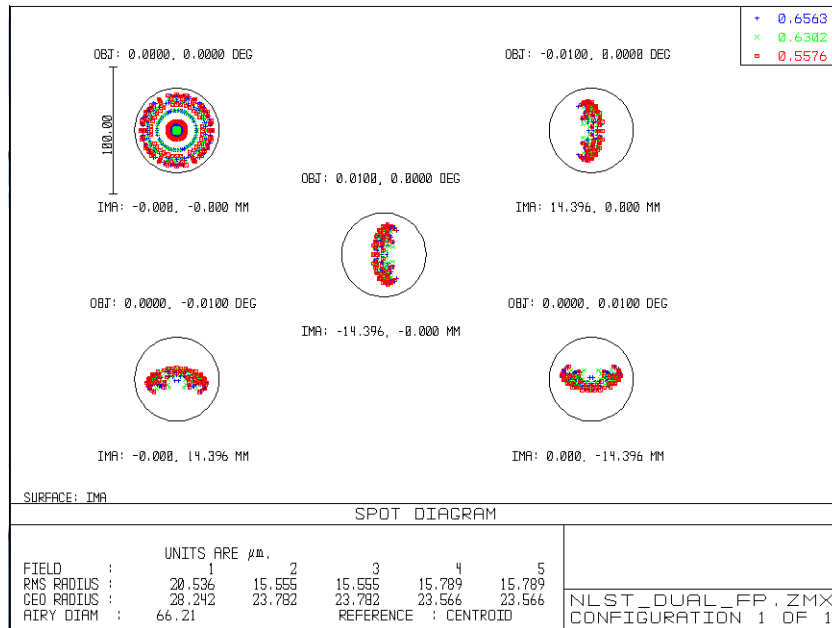 + 0.6563
× 0.6302
0.5576
OBJ: 0.0000, 0.0000 DEG
OBJ: -0.0100, 0.0000 DEG
100.00
IMA: -0.000, -0.000 MM
OBJ: 0.0100, 0.0000 DEG
IMA: 14.396, 0.000 MM
OBJ: 0.0000, -0.0100 DEG
IMA: -14.396, -0.000 MM
OBJ: 0.0000, 0.0100 DEG
IMA: -0.000, 14.396 MM
IMA: 0.000, -14.396 MM
SURFACE: IMA
SPOT DIAGRAM
UNITS ARE µm.
FIELD : 1 2 3 4 5
RMS RADIUS : 20.536 15.555 15.555 15.789 15.789
GEO RADIUS : 28.242 23.782 23.782 23.566 23.566
AIRY DIAM : 66.21 REFERENCE : CENTROID
NLST_DUAL_FP.ZMX
CONFIGURATION 1 OF 1